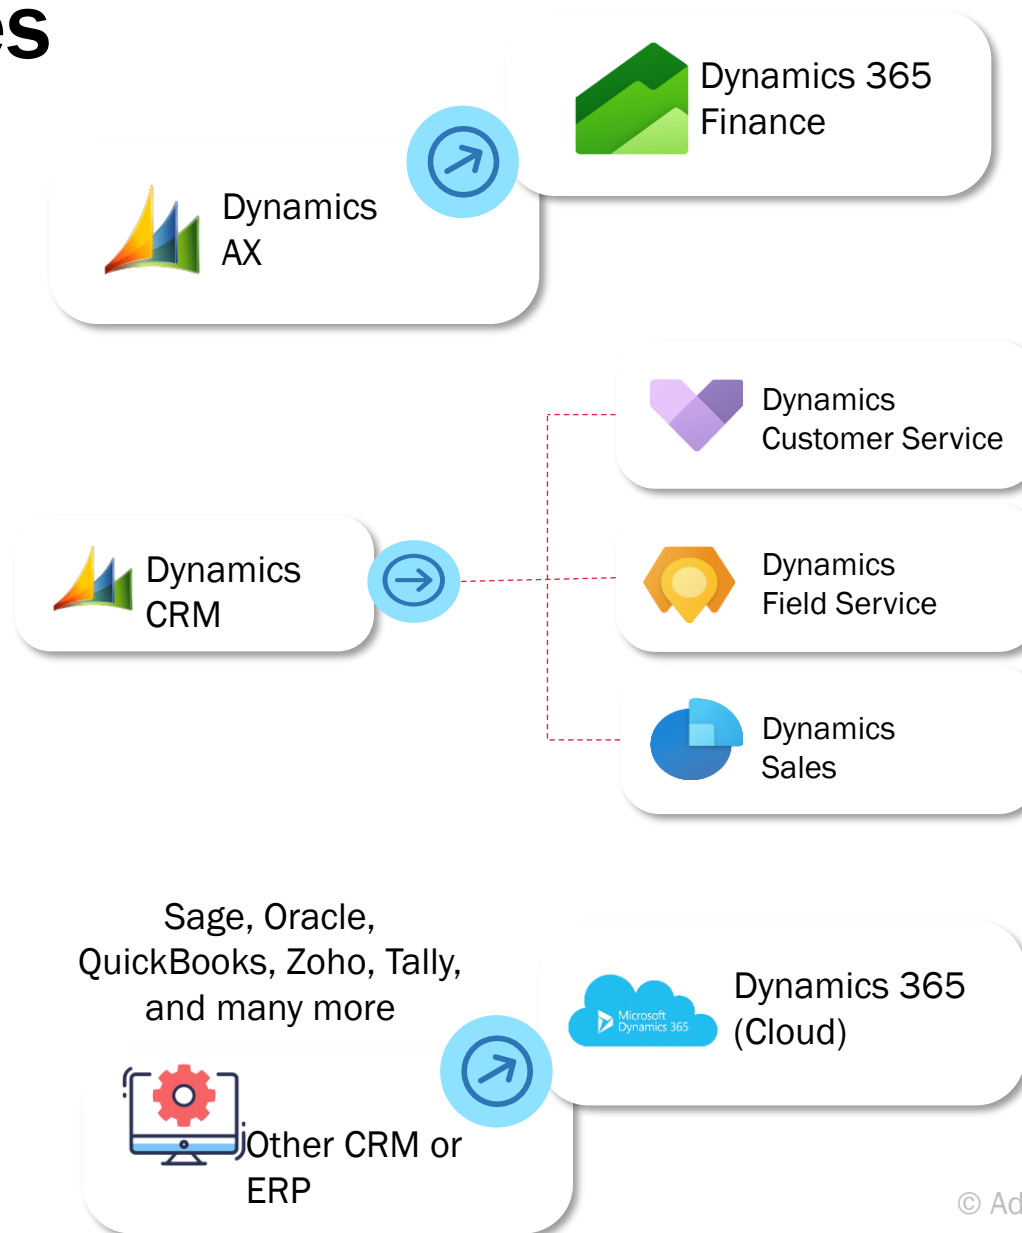 es
Dynamics 365
Finance
Dynamics
AX
Dynamics
Customer Service
Dynamics
CRM
Dynamics
Field Service
Dynamics
Sales
Sage, Oracle,
QuickBooks, Zoho, Tally,
and many more
Microsoft
Dynamics 365
Dynamics 365
(Cloud)
Other CRM or
ERP
© Ad